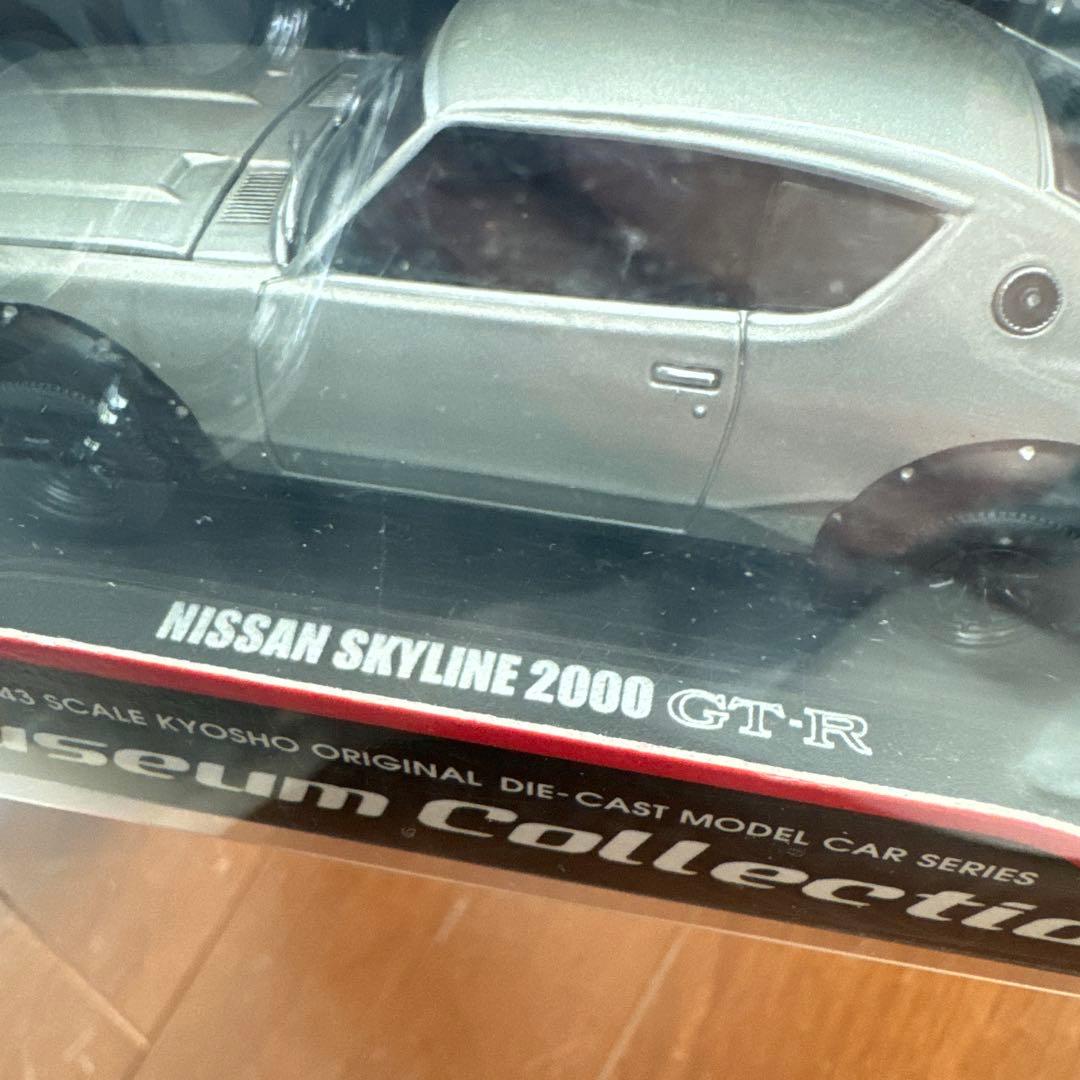 NISSAN SKYLINE 2000 GT-R
43 SCALE KYOSHO ORIGINAL DIE-CAST MODEL CAR SERIES
useum Collectio